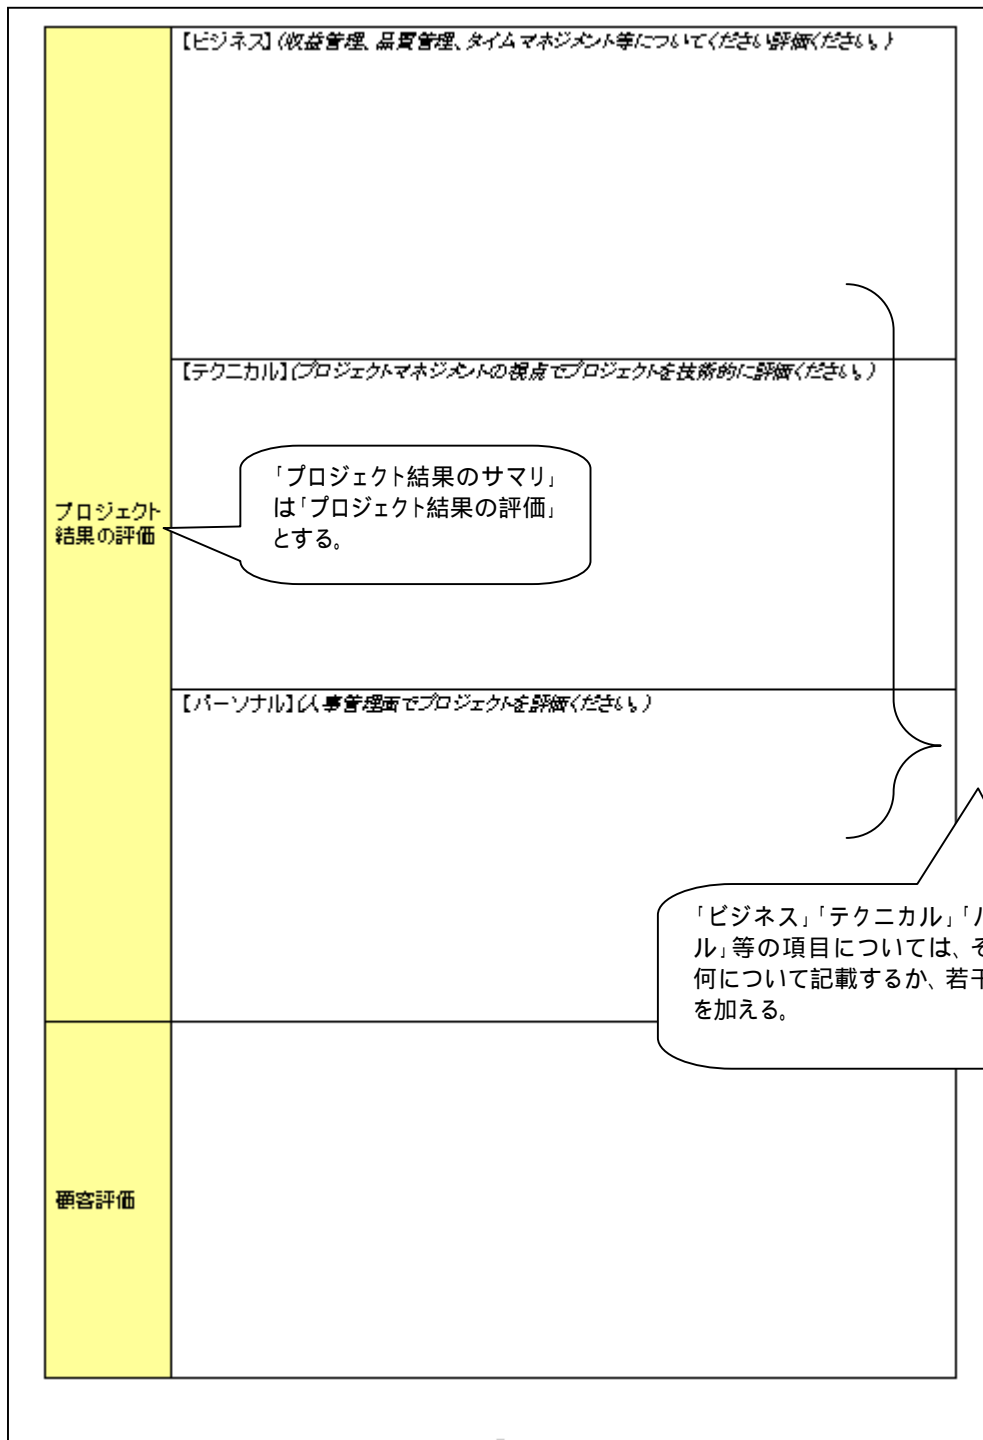 【ビジネス】(収益管理、品質管理、タイムマネジメント等についてください評価ください。)
【テクニカル】(プロジェクトマネジメントの視点でプロジェクトを技術的に評価ください。)
「プロジェクト結果のサマリ」
は「プロジェクト結果の評価」
とする。
プロジェクト
結果の評価
【パーソナル】(人事管理面でプロジェクトを評価ください。)
「ビジネス」「テクニカル」「
ル」等の項目については、そ
何について記載するか、若干
を加える。
顧客評価